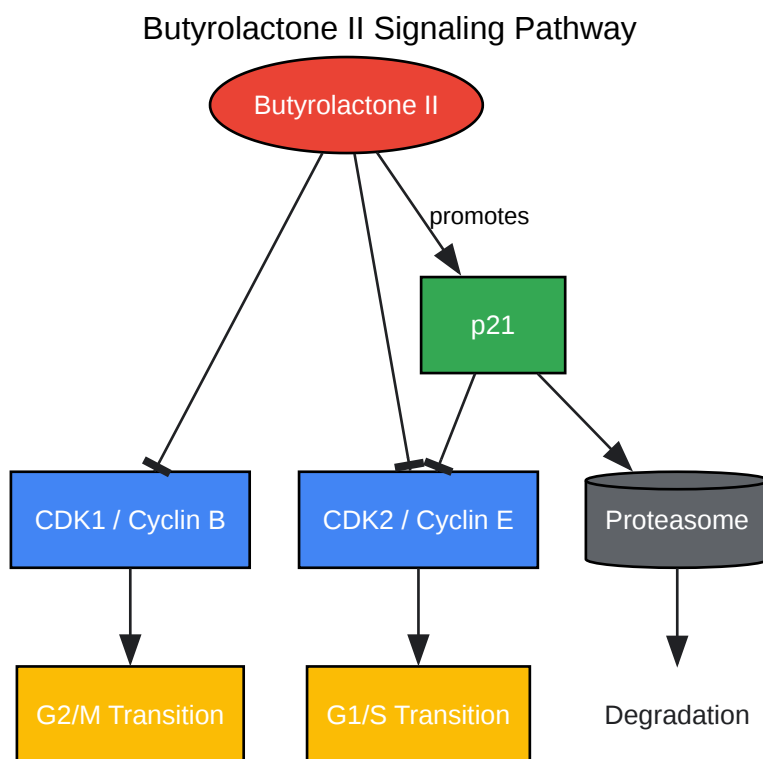 Butyrolactone II Signaling Pathway
Butyrolactone II
promotes
p21
CDK1 / Cyclin B
CDK2 / Cyclin E
Proteasome
G2/M Transition
G1/S Transition
Degradation